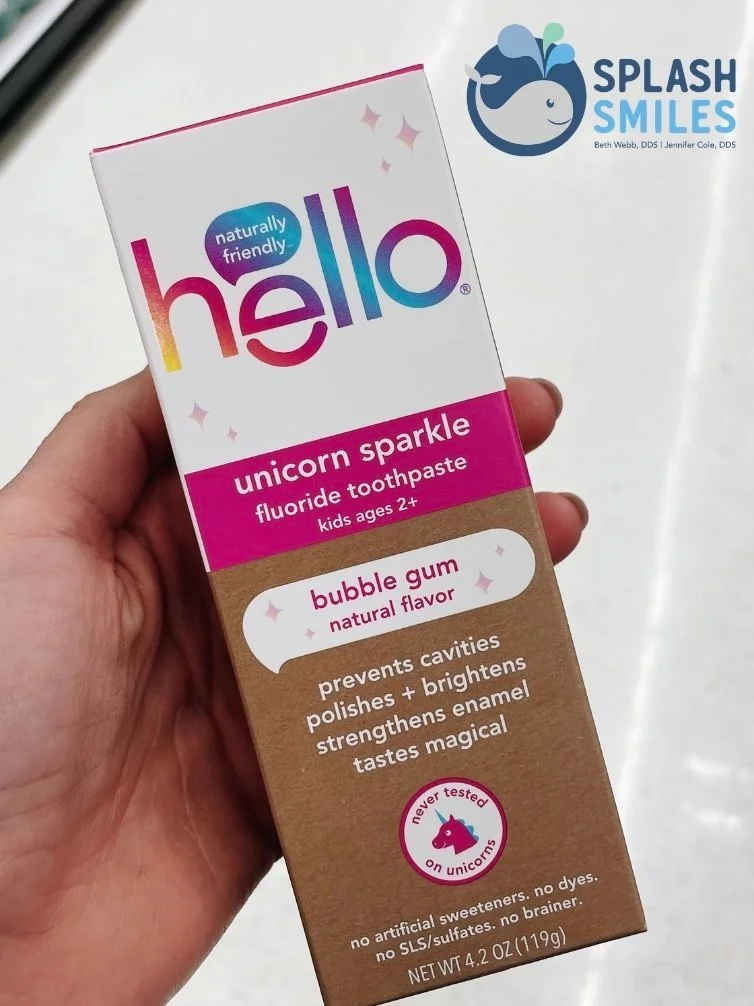 SPLASH
SMILES
Beth Webb, DDS | Jennifer Cole, DDS
naturally
friendly™
hello®
unicorn sparkle
fluoride toothpaste
kids ages 2+
bubble gum
natural flavor
prevents cavities
polishes + brightens
strengthens enamel
tastes magical
never tested
on unicorns
no artificial sweeteners. no dyes.
no SLS/sulfates. no brainer.
NET WT 4.2 OZ (119g)